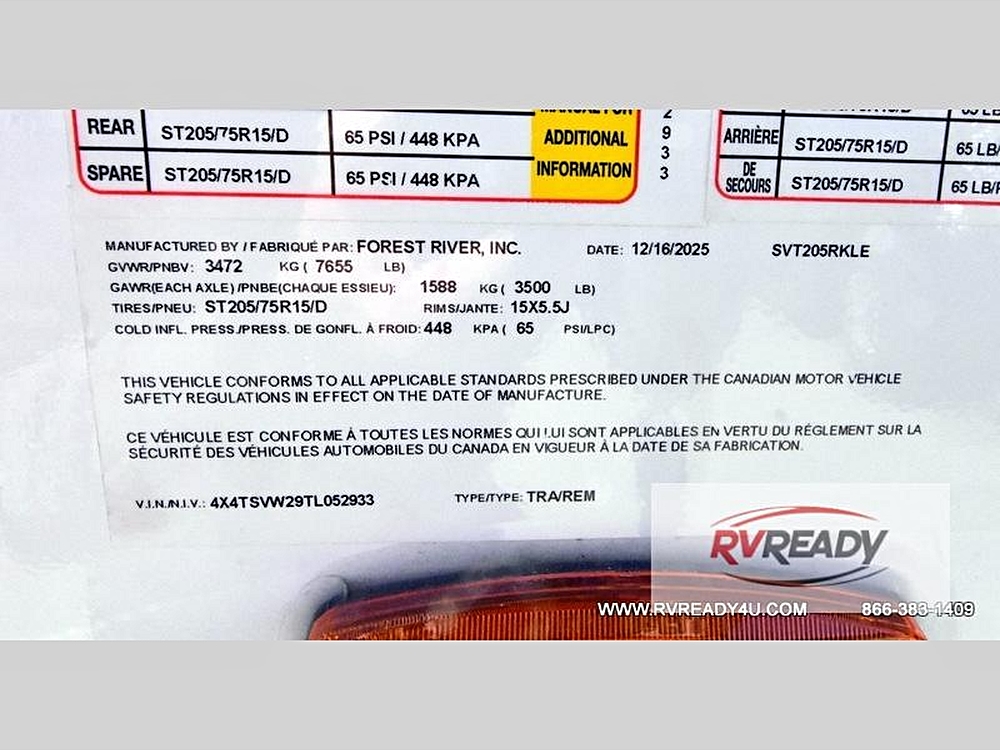 MANUAL FOR
REAR ST205/75R15/D 65 PSI / 448 KPA ADDITIONAL
SPARE ST205/75R15/D 65 PSI / 448 KPA INFORMATION
2
9
3
3
ARRIÈRE ST205/75R15/D 65 LB/
DE SECOURS ST205/75R15/D 65 LB/
MANUFACTURED BY / FABRIQUÉ PAR: FOREST RIVER, INC. DATE: 12/16/2025 SVT205RKLE
GVWR/PNBV: 3472 KG ( 7655 LB)
GAWR(EACH AXLE) /PNBE(CHAQUE ESSIEU): 1588 KG ( 3500 LB)
TIRES/PNEU: ST205/75R15/D RIMS/JANTE: 15X5.5J
COLD INFL. PRESS./PRESS. DE GONFL. À FROID: 448 KPA ( 65 PSI/LPC)
THIS VEHICLE CONFORMS TO ALL APPLICABLE STANDARDS PRESCRIBED UNDER THE CANADIAN MOTOR VEHICLE
SAFETY REGULATIONS IN EFFECT ON THE DATE OF MANUFACTURE.
CE VÉHICULE EST CONFORME À TOUTES LES NORMES QUI LUI SONT APPLICABLES EN VERTU DU RÉGLEMENT SUR LA
SÉCURITÉ DES VÉHICULES AUTOMOBILES DU CANADA EN VIGUEUR À LA DATE DE SA FABRICATION.
V.I.N./N.I.V.: 4X4TSVW29TL052933 TYPE/TYPE: TRA/REM
RVREADY
WWW.RVREADY4U.COM 866-383-1409